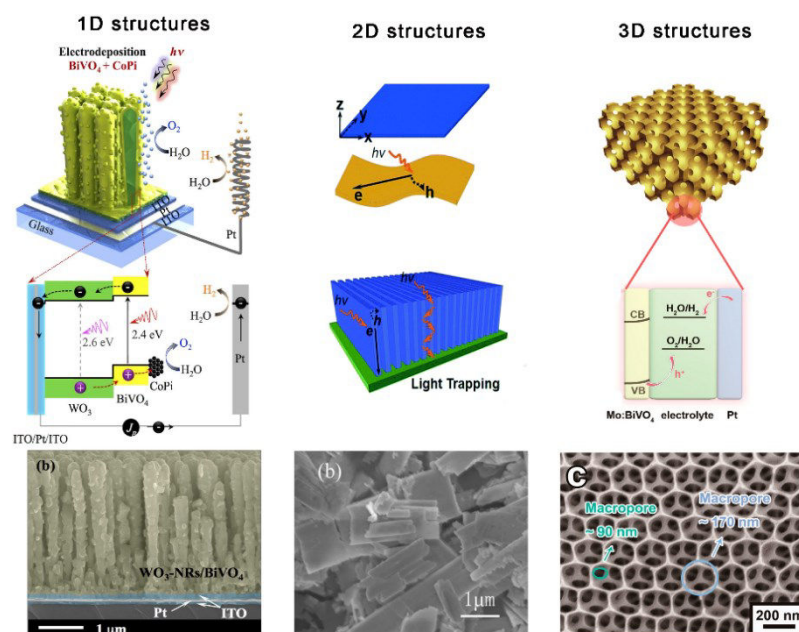 1D structures
Electrodeposition
BiVO₄ + CoPi
hν
O₂
H₂O
H₂
H₂O
ITO
Pt
ITO
Glass
Pt
H₂
H₂O
2.6 eV
2.4 eV
O₂
H₂O
CoPi
BiVO₄
WO₃
Pt
ITO/Pt/ITO
(b)
WO₃-NRs/BiVO₄
Pt
ITO
1 μm
2D structures
z
y
x
hν
e
h
hν
h
e
Light Trapping
(b)
1μm
3D structures
CB
VB
H₂O/H₂
e⁻
O₂/H₂O
h⁺
Mo:BiVO₄ electrolyte Pt
C
Macropore
~ 90 nm
Macropore
~ 170 nm
200 nm